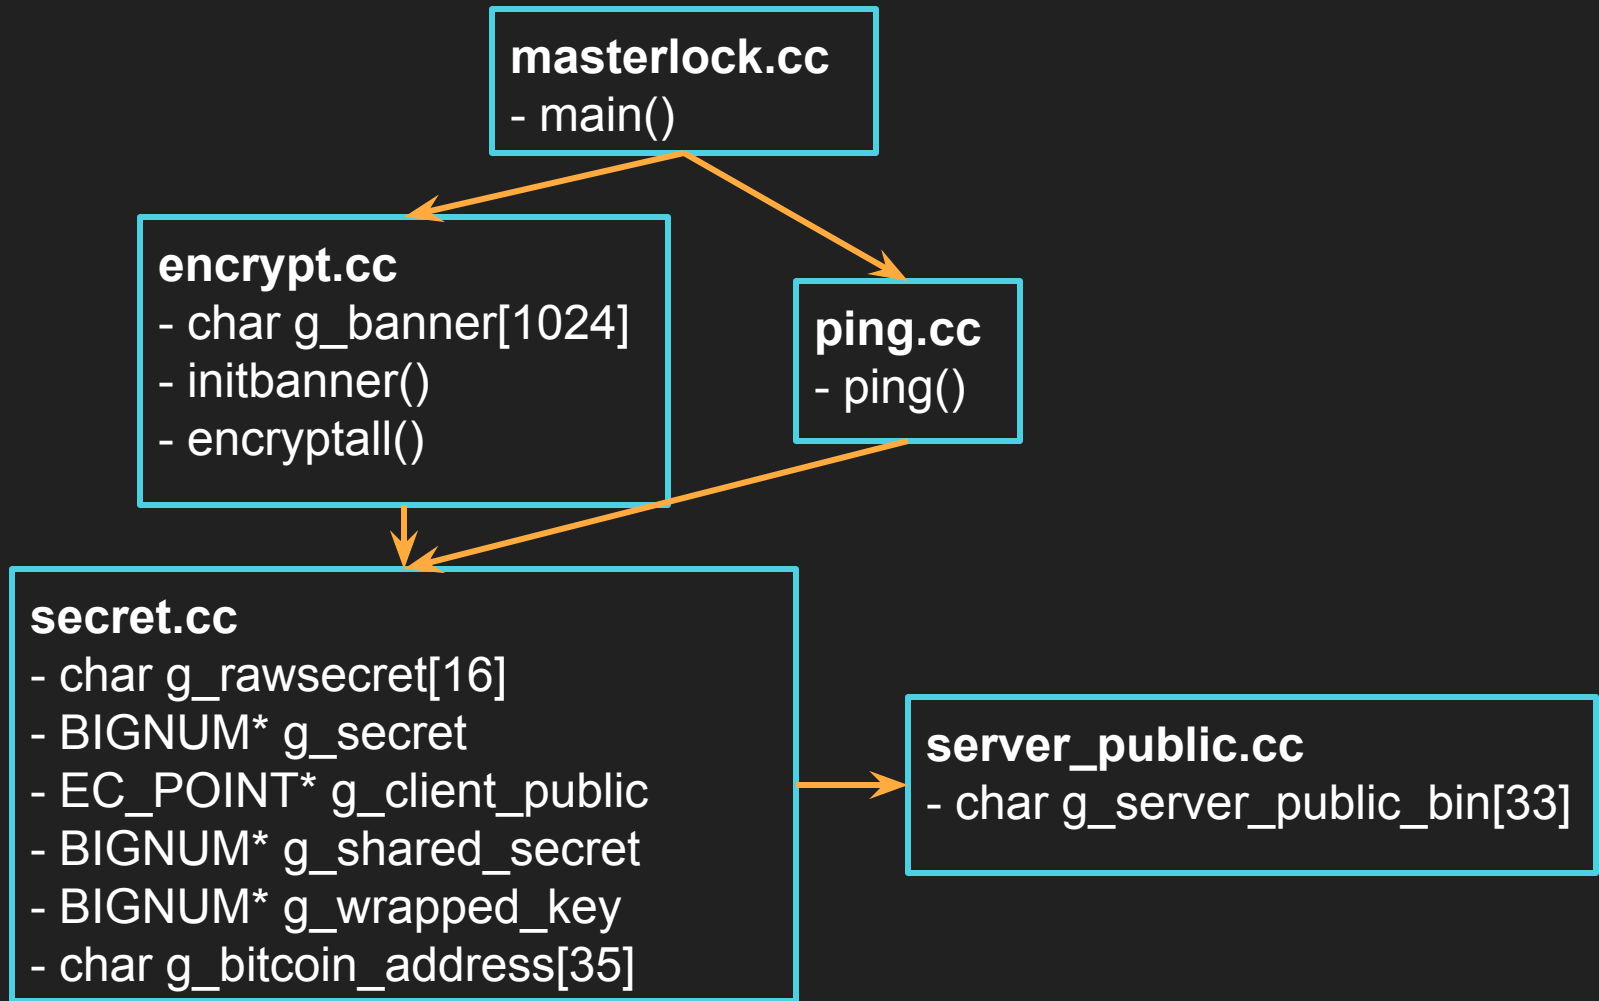 masterlock.cc
- main()
encrypt.cc
- char g_banner[1024]
- initbanner()
- encryptall()
ping.cc
- ping()
secret.cc
- char g_rawsecret[16]
- BIGNUM* g_secret
- EC_POINT* g_client_public
- BIGNUM* g_shared_secret
- BIGNUM* g_wrapped_key
- char g_bitcoin_address[35]
server_public.cc
- char g_server_public_bin[33]